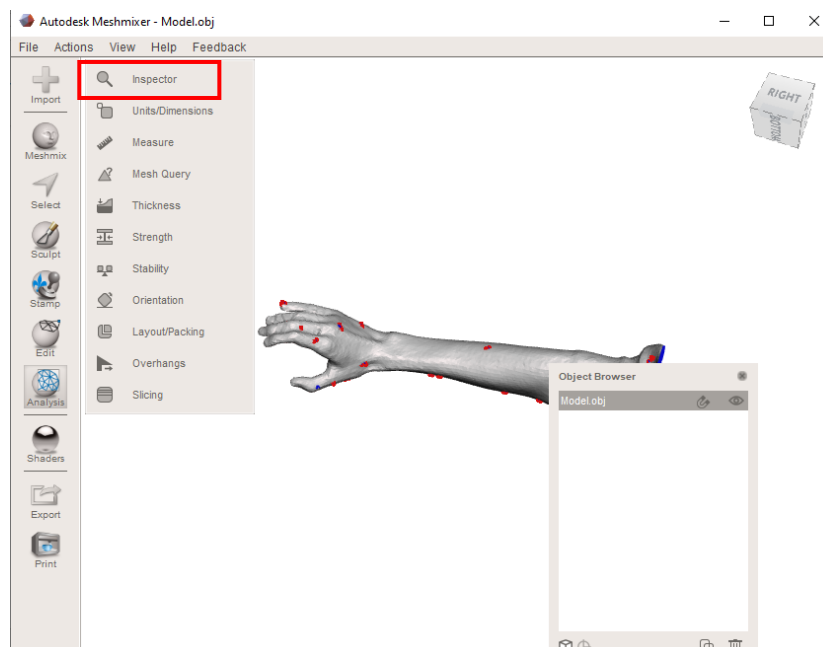 Autodesk Meshmixer - Model.obj
File Actions View Help Feedback
Import
Meshmix
Select
Sculpt
Stamp
Edit
Analysis
Shaders
Export
Print
Inspector
Units/Dimensions
Measure
Mesh Query
Thickness
Strength
Stability
Orientation
Layout/Packing
Overhangs
Slicing
RIGHT
BOTTOM
Object Browser
Model.obj